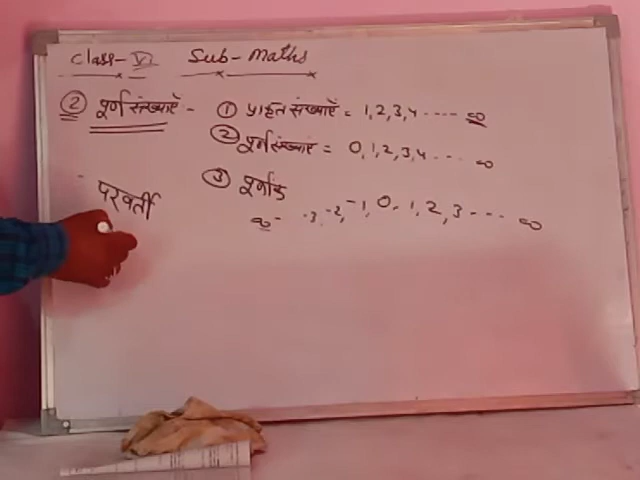 Class - VI Sub - Maths
② पूर्ण संख्याएँ - ① प्राकृत संख्याएँ = 1, 2, 3, 4 ..... ∞
② पूर्ण संख्याएँ = 0, 1, 2, 3, 4 ... ∞
③ पूर्णांक
∞ - -3, -2, -1, 0 - 1, 2, 3 --- ∞
परवर्ती